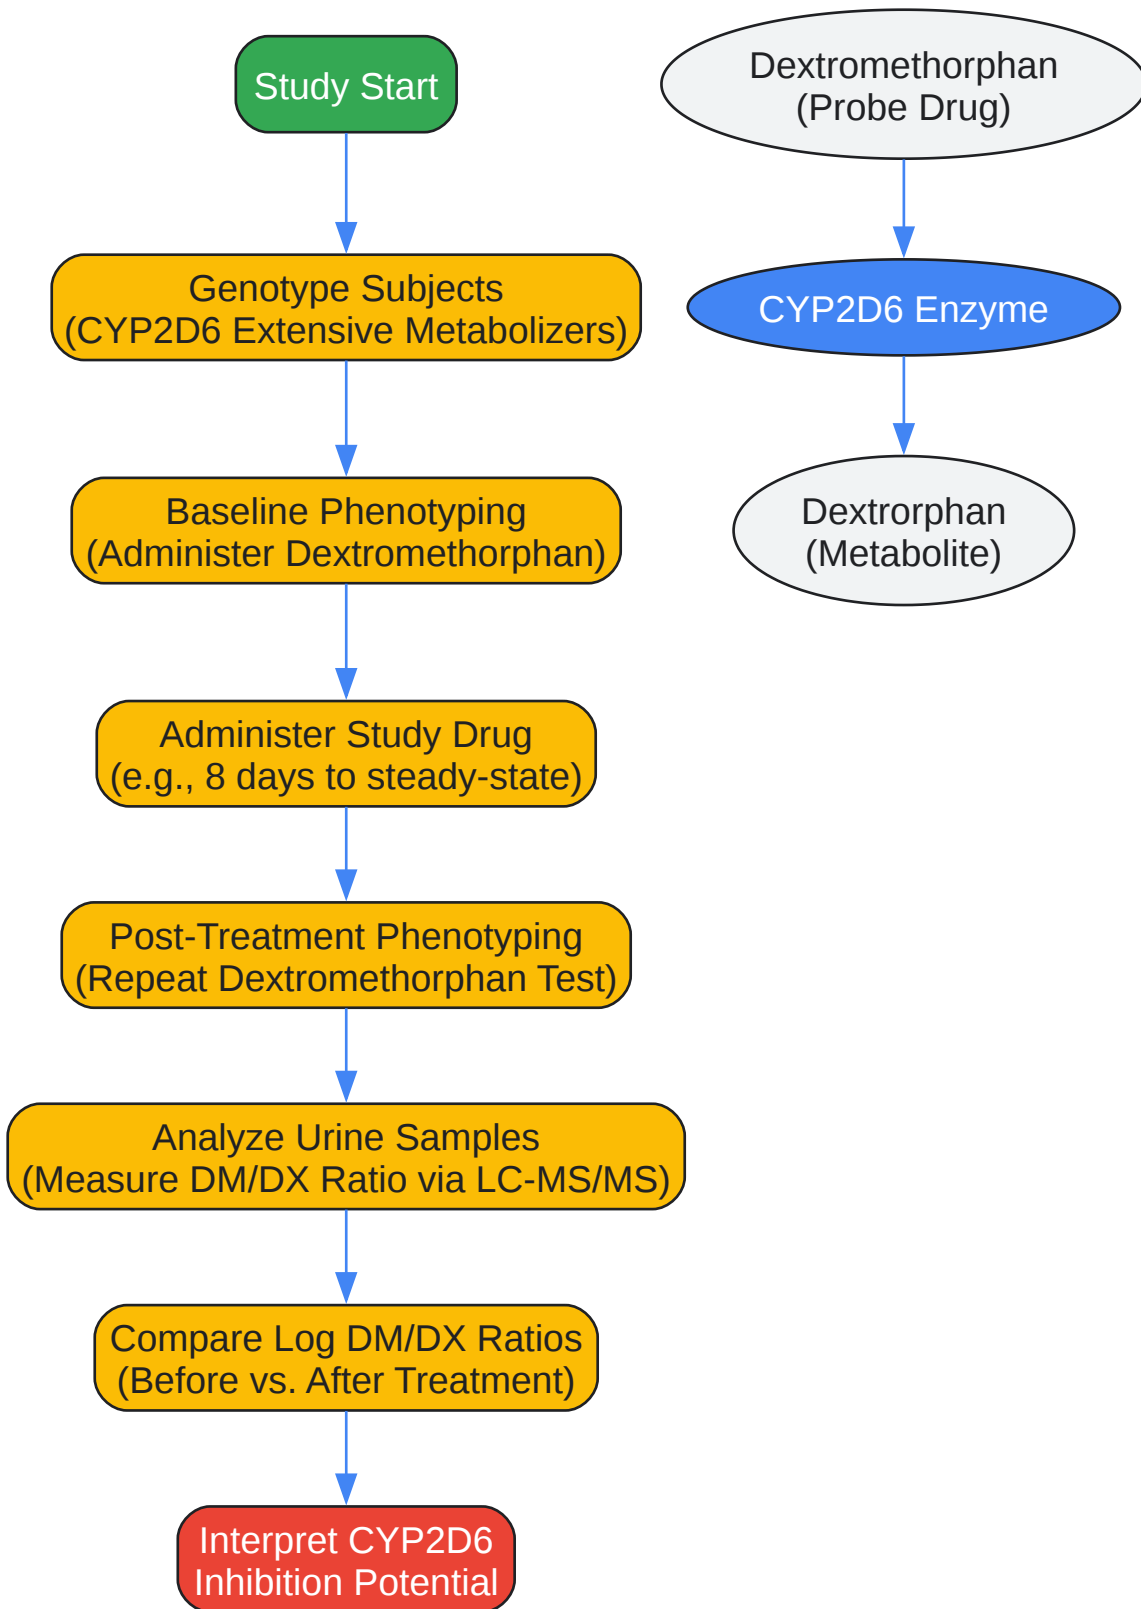 Study Start
Genotype Subjects
(CYP2D6 Extensive Metabolizers)
Baseline Phenotyping
(Administer Dextromethorphan)
Administer Study Drug
(e.g., 8 days to steady-state)
Post-Treatment Phenotyping
(Repeat Dextromethorphan Test)
Analyze Urine Samples
(Measure DM/DX Ratio via LC-MS/MS)
Compare Log DM/DX Ratios
(Before vs. After Treatment)
Interpret CYP2D6
Inhibition Potential
Dextromethorphan
(Probe Drug)
CYP2D6 Enzyme
Dextrorphan
(Metabolite)